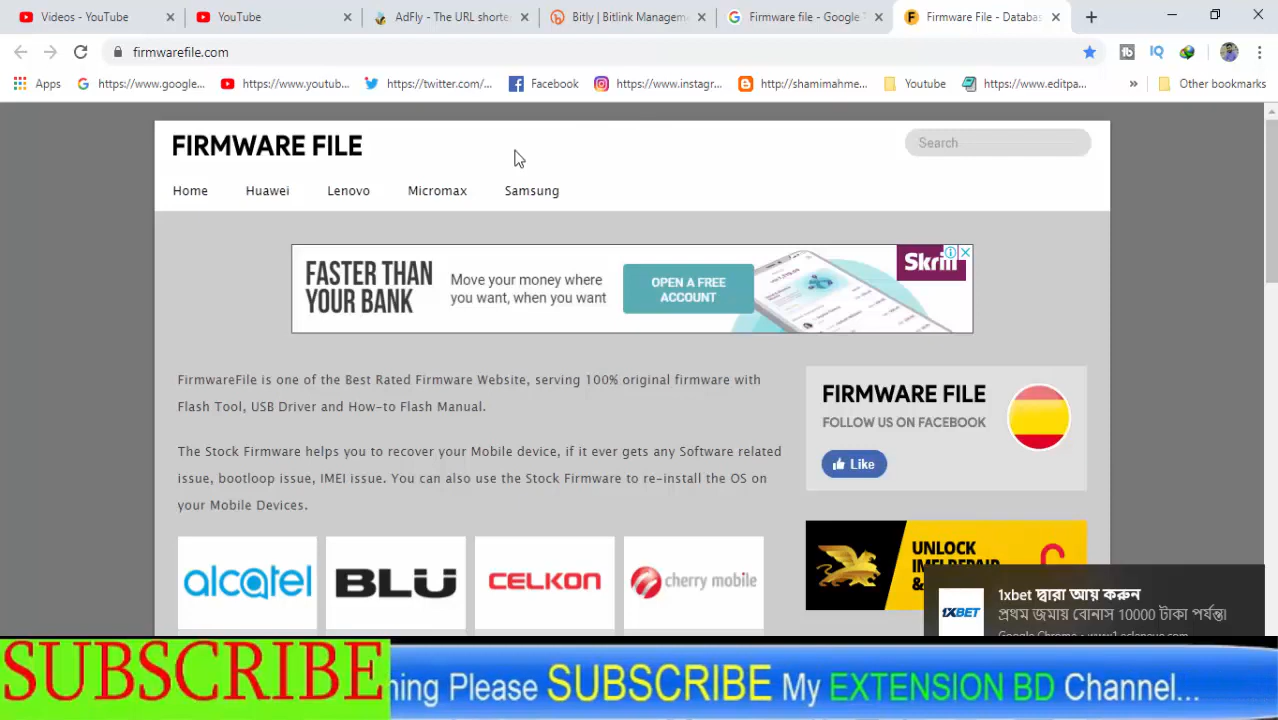 Videos - YouTube
YouTube
AdFly - The URL shorte
Bitly | Bitlink Managem
Firmware file - Google
Firmware File - Databas
firmwarefile.com
Apps
https://www.google...
https://www.youtub...
https://twitter.com/...
Facebook
https://www.instagr...
http://shamimahme...
Youtube
https://www.editpa...
Other bookmarks
FIRMWARE FILE
Search
Home
Huawei
Lenovo
Micromax
Samsung
FASTER THAN
YOUR BANK
Move your money where
you want, when you want
OPEN A FREE
ACCOUNT
Skrill
FirmwareFile is one of the Best Rated Firmware Website, serving 100% original firmware with
Flash Tool, USB Driver and How-to Flash Manual.
The Stock Firmware helps you to recover your Mobile device, if it ever gets any Software related
issue, bootloop issue, IMEI issue. You can also use the Stock Firmware to re-install the OS on
your Mobile Devices.
FIRMWARE FILE
FOLLOW US ON FACEBOOK
Like
alcatel
BLU
CELKON
cherry mobile
UNLOCK
1XBET
1xbet দ্বারা আয় করুন
প্রথম জমায় বোনাস 10000 টাকা পর্যন্ত!
SUBSCRIBE
ning Please SUBSCRIBE My EXTENSION BD Channel...